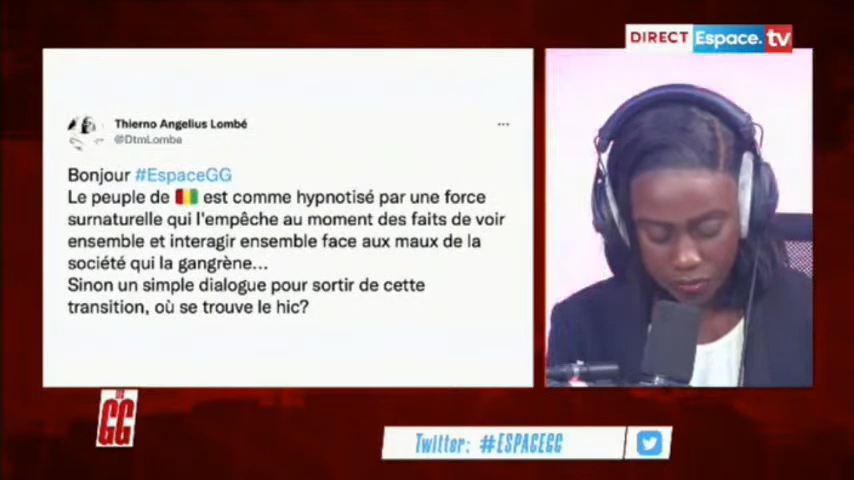 DIRECT Espace.tv
Thierno Angelius Lombé
@DtmLomba
Bonjour #EspaceGG
Le peuple de 🇬🇳 est comme hypnotisé par une force
surnaturelle qui l'empêche au moment des faits de voir
ensemble et interagir ensemble face aux maux de la
société qui la gangrène...
Sinon un simple dialogue pour sortir de cette
transition, où se trouve le hic?
GG
Twitter: #ESPACEGG